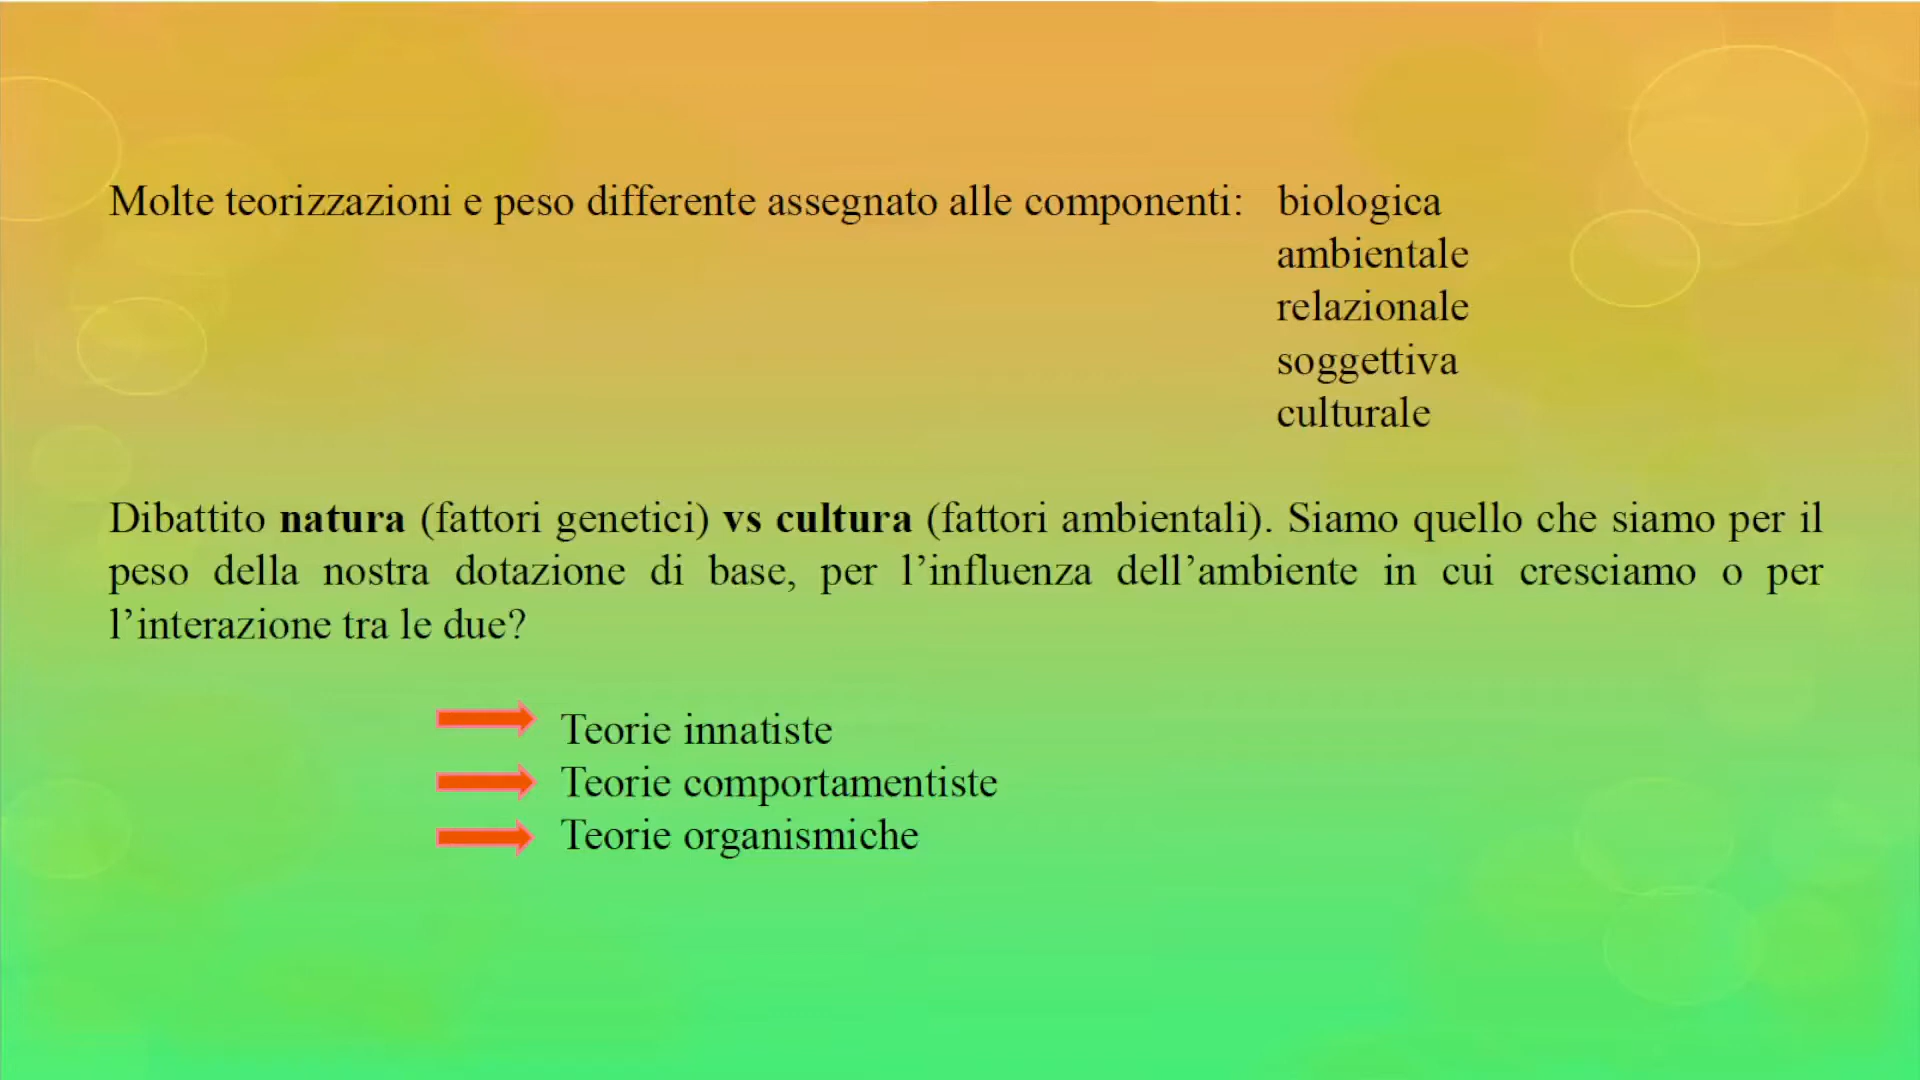 Molte teorizzazioni e peso differente assegnato alle componenti: biologica
ambientale
relazionale
soggettiva
culturale
Dibattito natura (fattori genetici) vs cultura (fattori ambientali). Siamo quello che siamo per il
peso della nostra dotazione di base, per l’influenza dell’ambiente in cui cresciamo o per
l’interazione tra le due?
Teorie innatiste
Teorie comportamentiste
Teorie organismiche